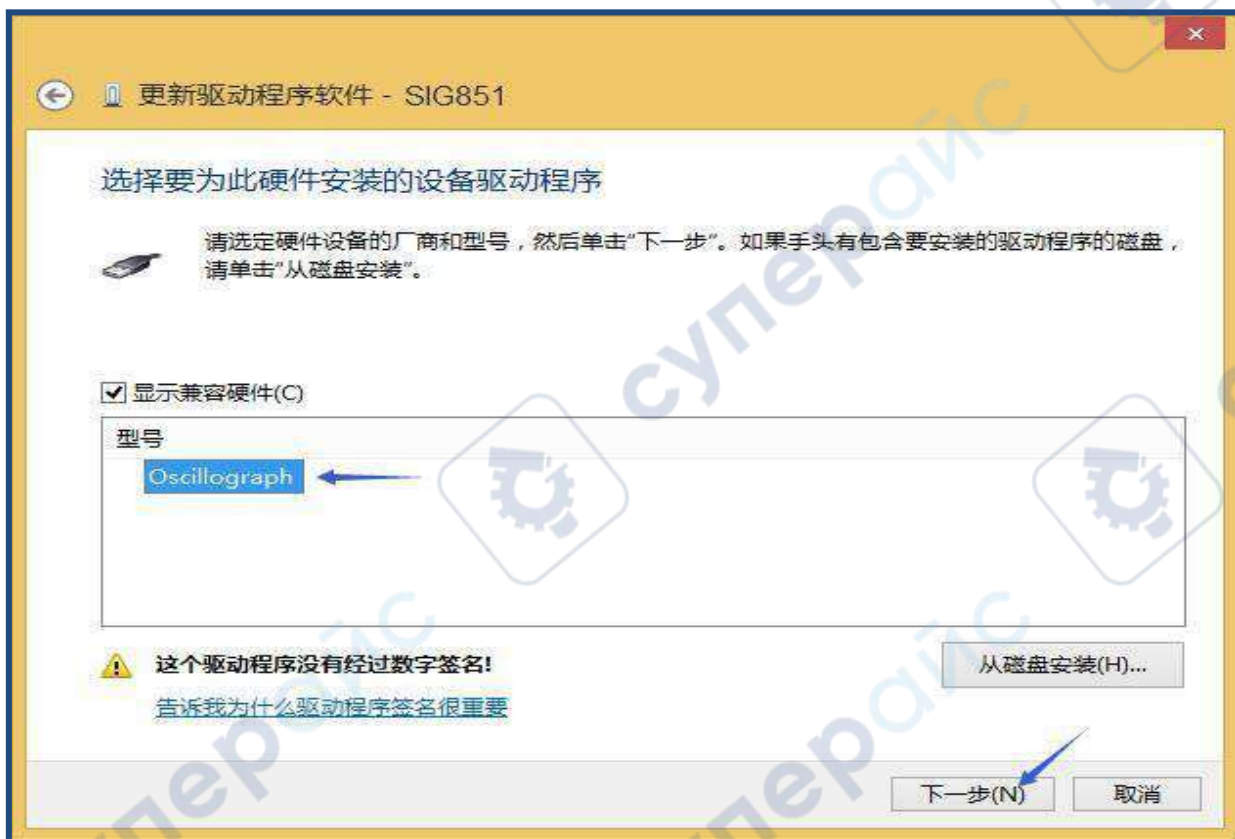 更新驱动程序软件 - SIG851
选择要为此硬件安装的设备驱动程序
请选定硬件设备的厂商和型号，然后单击"下一步"。如果手头有包含要安装的驱动程序的磁盘，
请单击"从磁盘安装"。
显示兼容硬件(C)
型号
Oscillograph
这个驱动程序没有经过数字签名!
从磁盘安装(H)...
告诉我为什么驱动程序签名很重要
下一步(N)
取消
суперайс
суперайс
суперайс